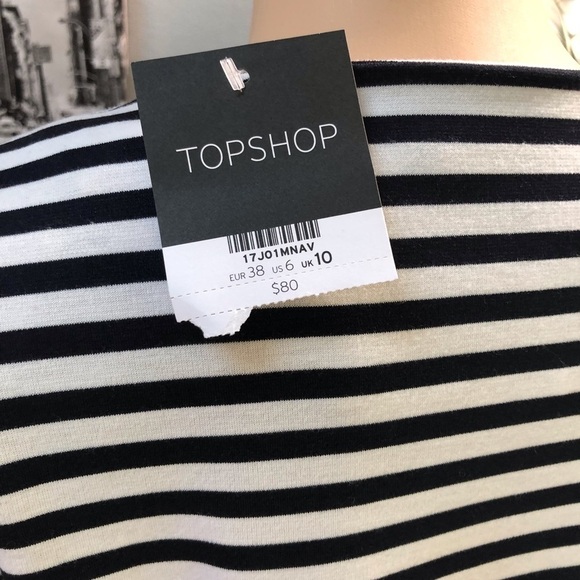 TOPSHOP
17J01MNAV
EUR 38 US 6 UK 10
$80